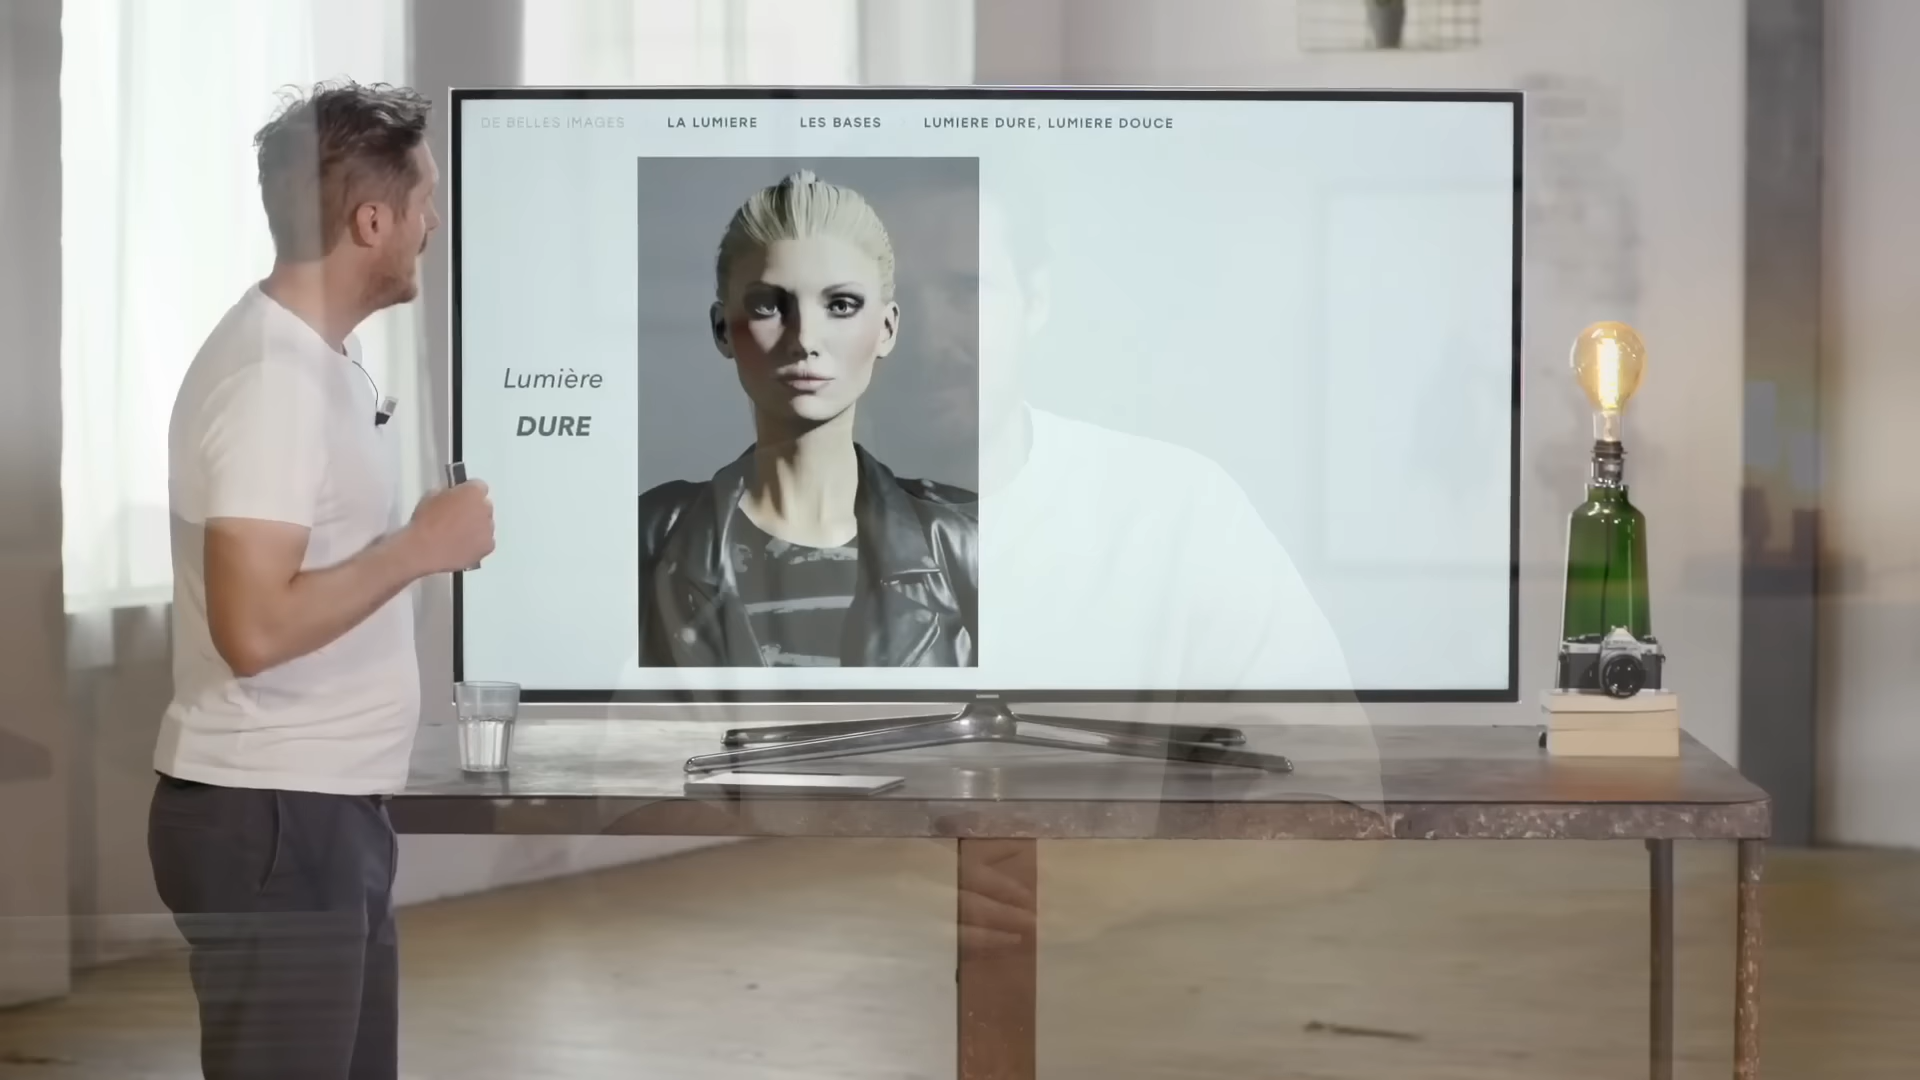 DE BELLES IMAGES LA LUMIERE LES BASES LUMIERE DURE, LUMIERE DOUCE
Lumière
DURE